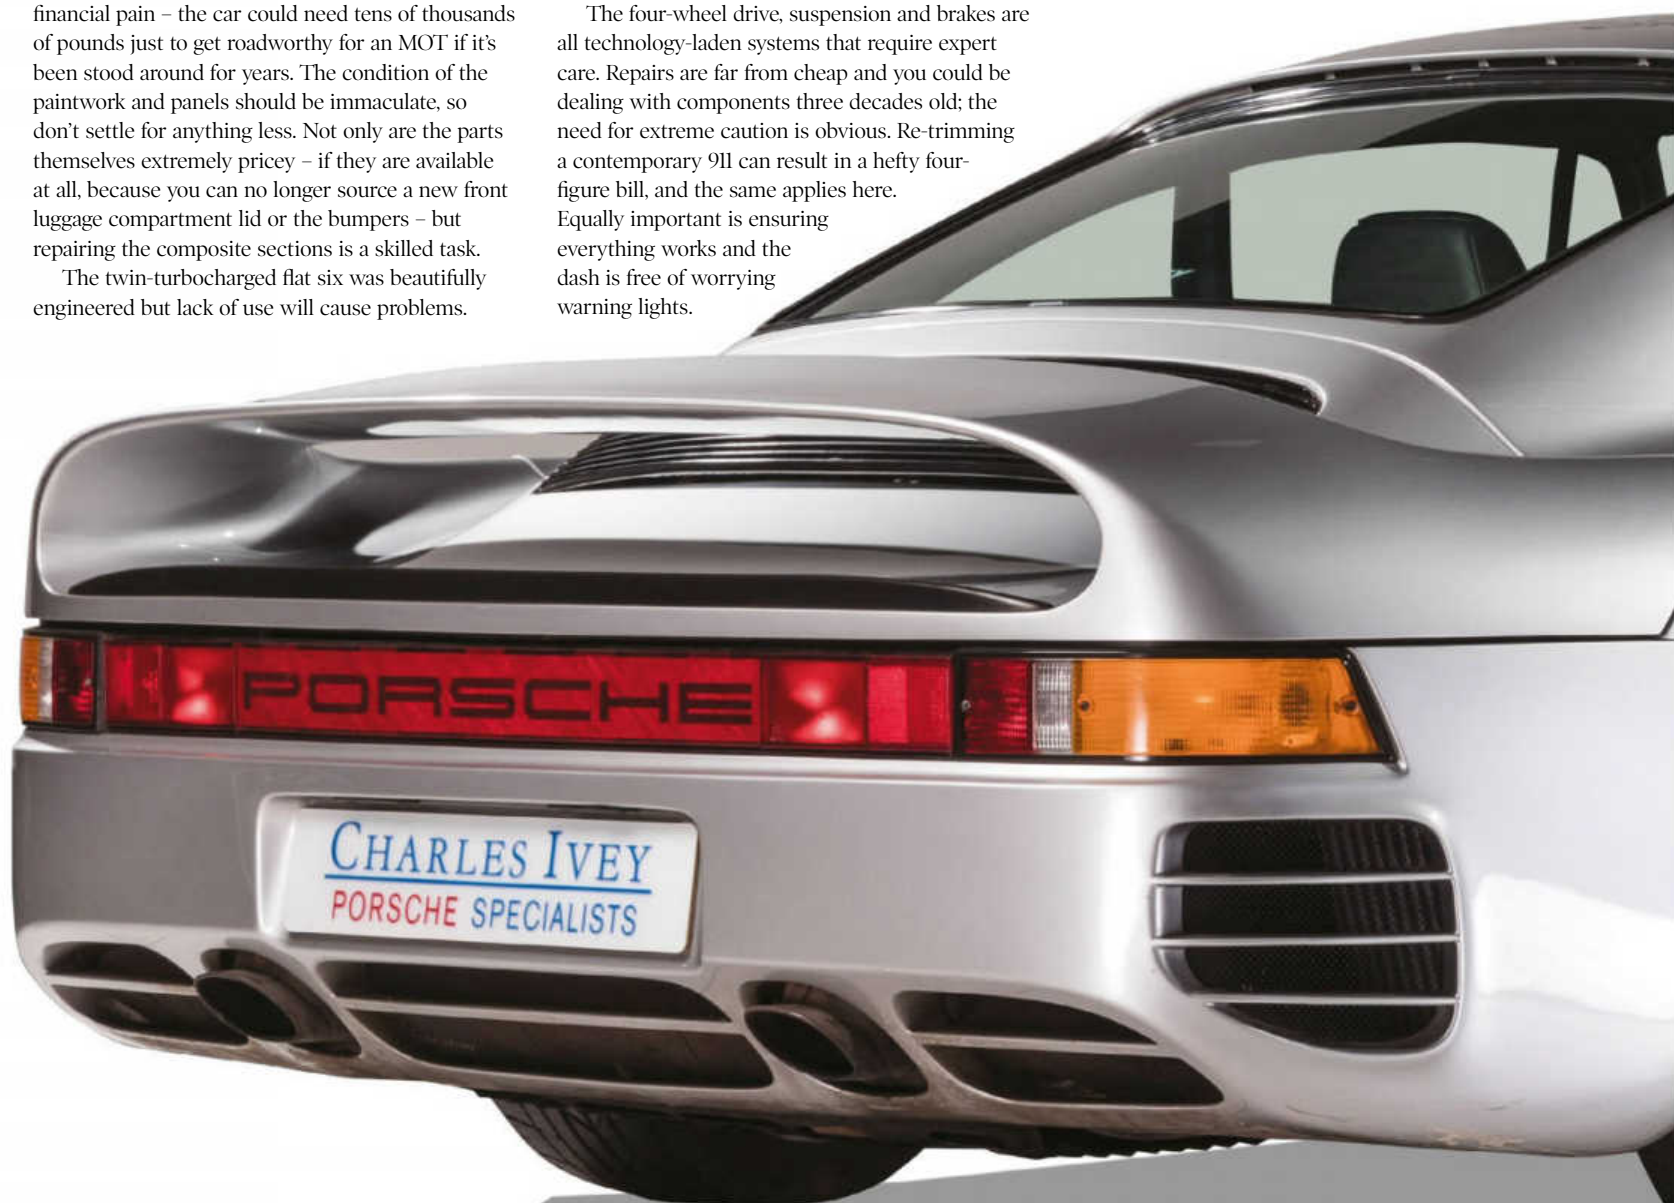 financial pain – the car could need tens of thousands
of pounds just to get roadworthy for an MOT if it's
been stood around for years. The condition of the
paintwork and panels should be immaculate, so
don't settle for anything less. Not only are the parts
themselves extremely pricey – if they are available
at all, because you can no longer source a new front
luggage compartment lid or the bumpers – but
repairing the composite sections is a skilled task.
The twin-turbocharged flat six was beautifully
engineered but lack of use will cause problems.
The four-wheel drive, suspension and brakes are
all technology-laden systems that require expert
care. Repairs are far from cheap and you could be
dealing with components three decades old; the
need for extreme caution is obvious. Re-trimming
a contemporary 911 can result in a hefty four-
figure bill, and the same applies here.
Equally important is ensuring
everything works and the
dash is free of worrying
warning lights.
PORSCHE
CHARLES IVEY
PORSCHE SPECIALISTS